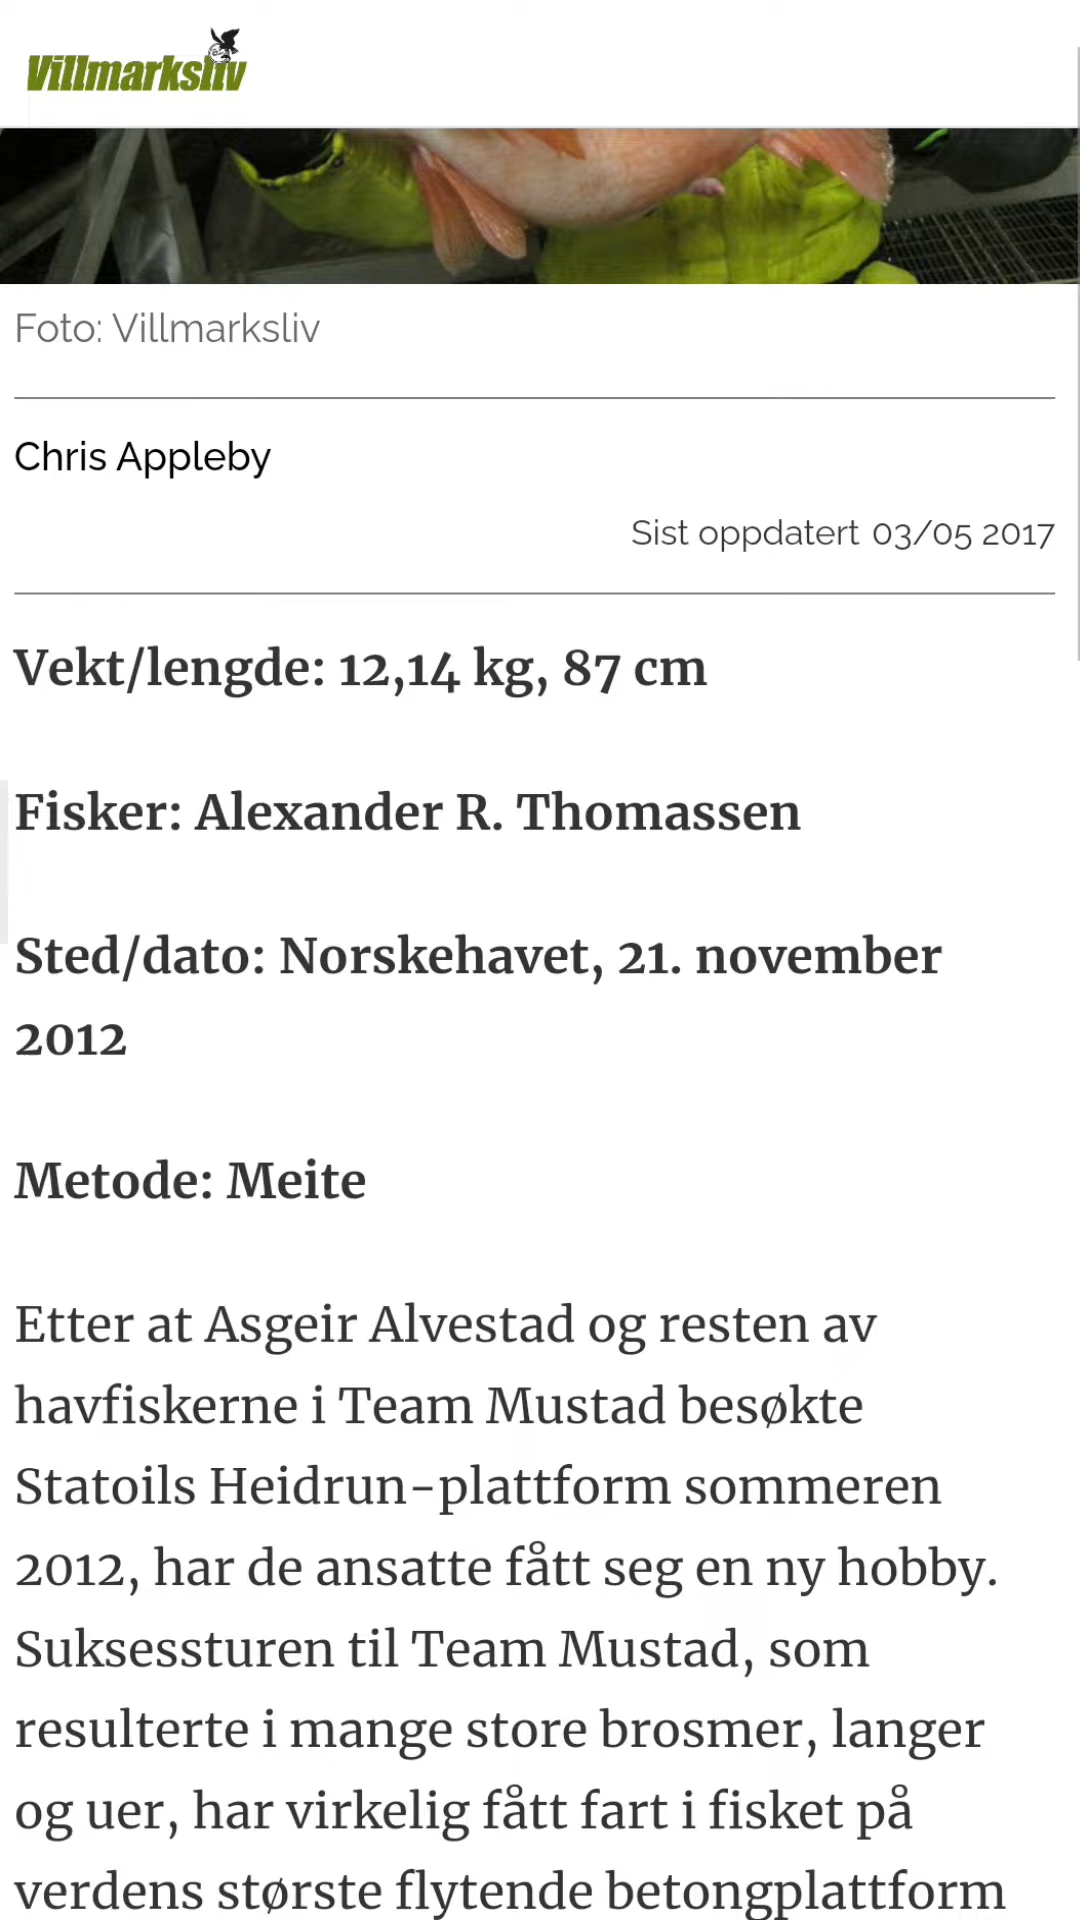 Villmarksliv
Foto: Villmarksliv
Chris Appleby
Sist oppdatert 03/05 2017
Vekt/lengde: 12,14 kg, 87 cm
Fisker: Alexander R. Thomassen
Sted/dato: Norskehavet, 21. november
2012
Metode: Meite
Etter at Asgeir Alvestad og resten av
havfiskerne i Team Mustad besøkte
Statoils Heidrun-plattform sommeren
2012, har de ansatte fått seg en ny hobby.
Suksessturen til Team Mustad, som
resulterte i mange store brosmer, langer
og uer, har virkelig fått fart i fisket på
verdens største flytende betongplattform